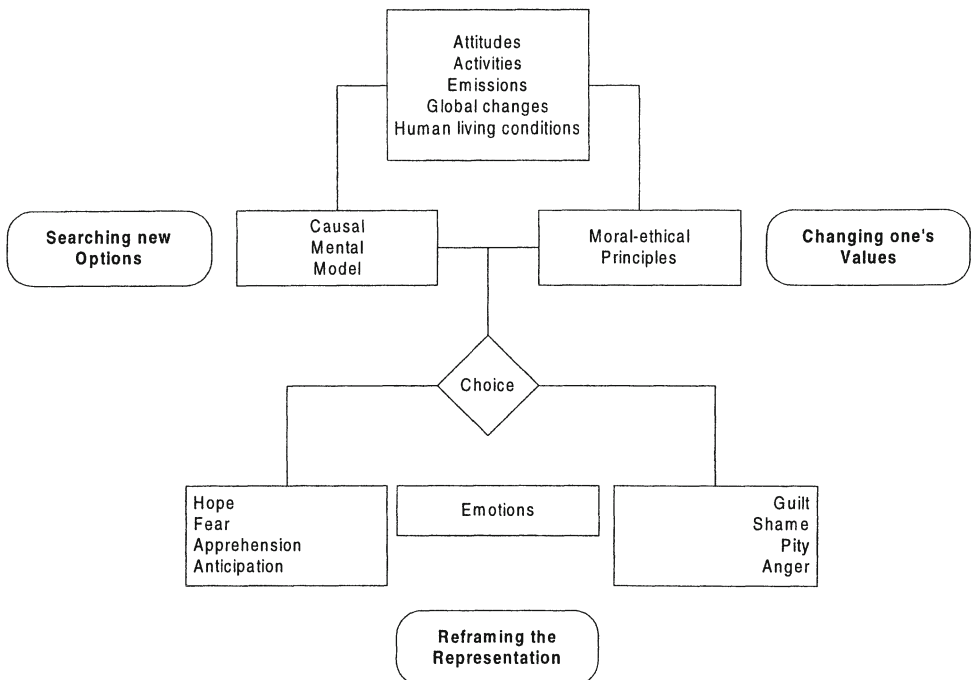 Attitudes
Activities
Emissions
Global changes
Human living conditions
Searching new
Options
Causal
Mental
Model
Moral-ethical
Principles
Changing one's
Values
Choice
Hope
Fear
Apprehension
Anticipation
Emotions
Guilt
Shame
Pity
Anger
Reframing the
Representation